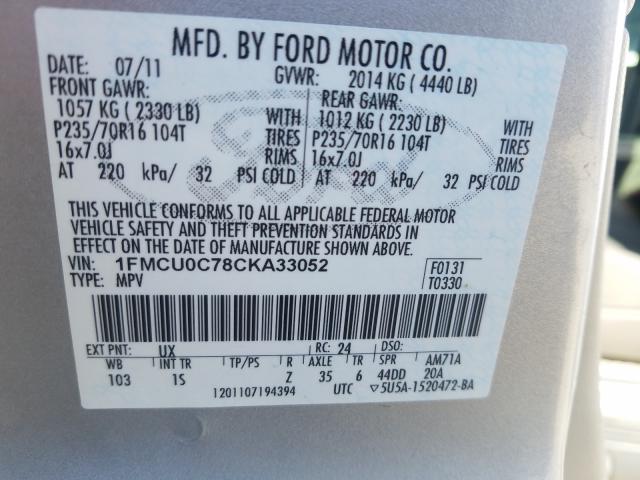 MFD. BY FORD MOTOR CO.
DATE: 07/11 GVWR: 2014 KG ( 4440 LB)
FRONT GAWR: REAR GAWR:
1057 KG ( 2330 LB) WITH 1012 KG ( 2230 LB) WITH
P235/70R16 104T TIRES P235/70R16 104T TIRES
16x7.0J RIMS 16x7.0J RIMS
AT 220 kPa/ 32 PSI COLD AT 220 kPa/ 32 PSI COLD
Ford
THIS VEHICLE CONFORMS TO ALL APPLICABLE FEDERAL MOTOR
VEHICLE SAFETY AND THEFT PREVENTION STANDARDS IN
EFFECT ON THE DATE OF MANUFACTURE SHOWN ABOVE.
VIN: 1FMCU0C78CKA33052 F0131
TYPE: MPV T0330
EXT PNT: UX RC: 24 DSO:
WB INT TR TP/PS R AXLE TR SPR AM71A
103 1S Z 35 6 44DD 20A
1201107194394 UTC ▽5U5A-1520472-BA